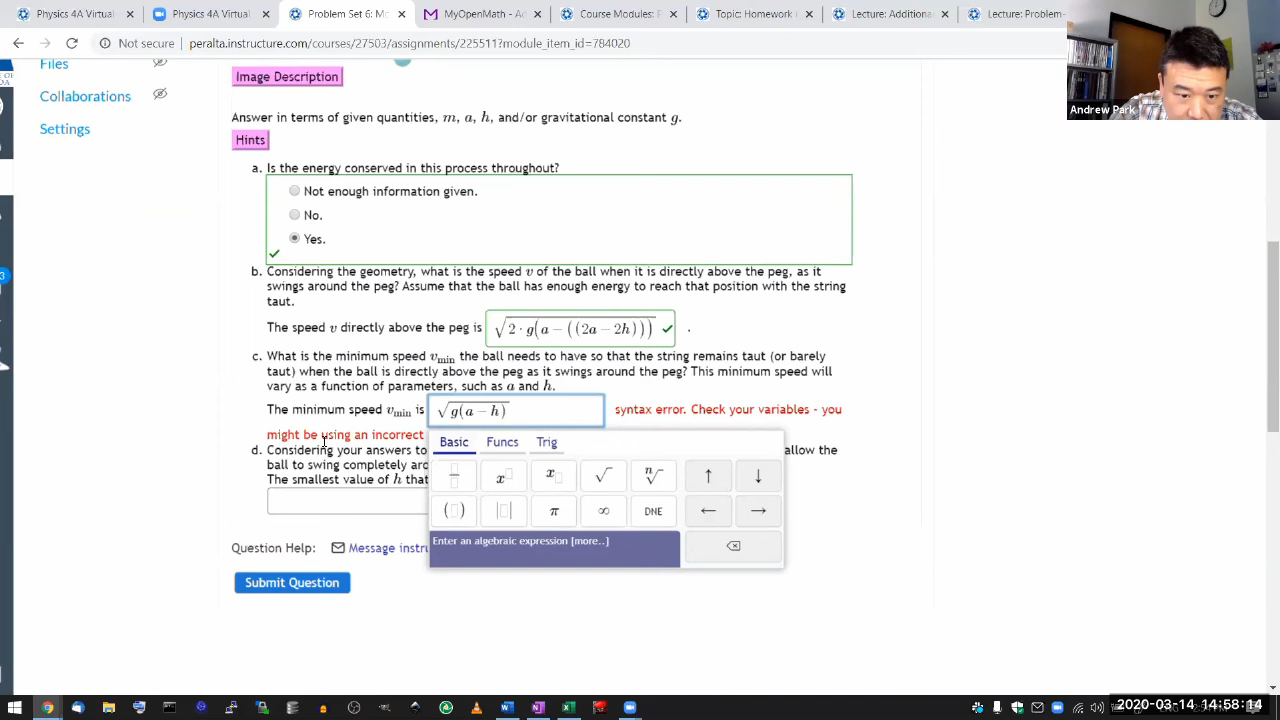 Physics 4A
Physics 4A Vir
Spte 6: Mc
Topic 6 Hom
Topic Homework
Lecture: Additiona
Lecture: Problem
Not secure
peralta.instructure.com/courses/27503/assignments/225511?module_item_id=784020
Andrew Park
Files
Collaborations
Settings
Image Description
Answer in terms of given quantities, m, a, h, and/or gravitational constant g.
Hints
a. Is the energy conserved in this process throughout?
Not enough information given.
No.
Yes.
b. Considering the geometry, what is the speed v of the ball when it is directly above the peg, as it
swings around the peg? Assume that the ball has enough energy to reach that position with the string
taut.
The speed v directly above the peg is √2 · g(a − ((2a − 2h))) .
c. What is the minimum speed v_min the ball needs to have so that the string remains taut (or barely
taut) when the ball is directly above the peg as it swings around the peg? This minimum speed will
vary as a function of parameters, such as a and h.
The minimum speed v_min is √g(a − h) syntax error. Check your variables - you
might be using an incorrect
d. Considering your answers to allow the
ball to swing completely aro
The smallest value of h that
Basic Funcs Trig
π ∞ DNE
Enter an algebraic expression [more..]
Question Help: Message instru
Submit Question
2020-03-14 14:58:14